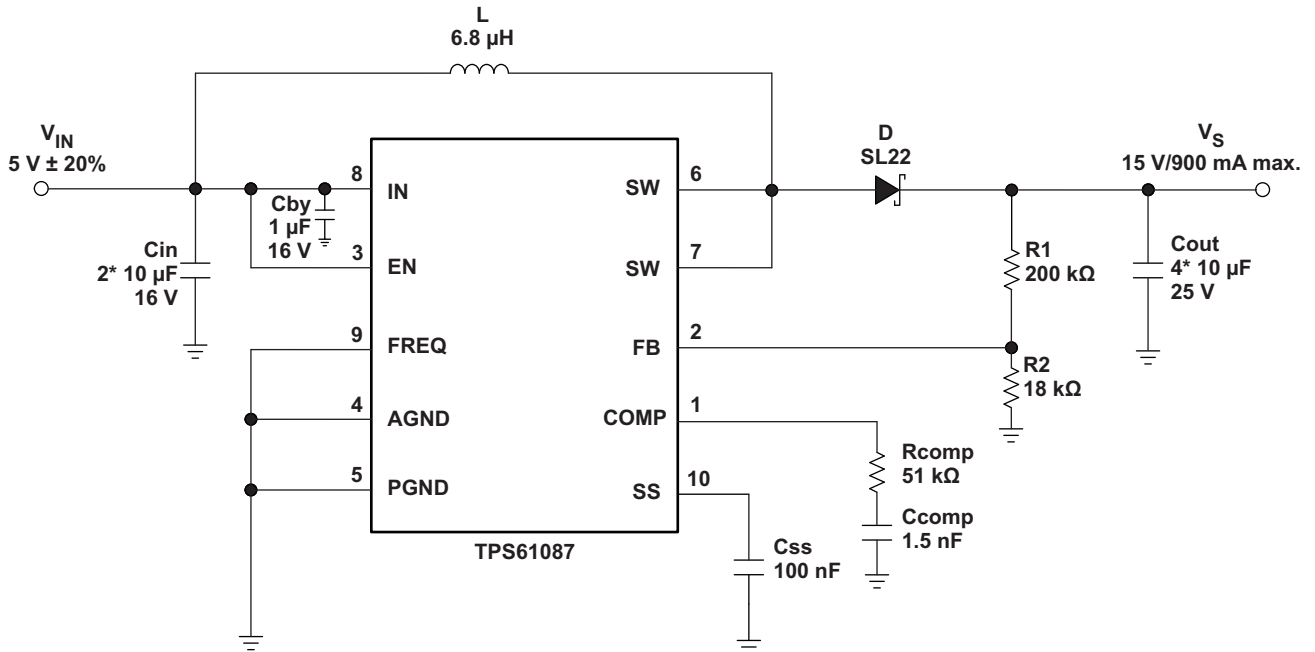 L
6.8 µH
VIN
5 V ± 20%
D
SL22
VS
15 V/900 mA max.
8
IN
SW
6
Cby
1 µF
16 V
Cin
2* 10 µF
16 V
3
EN
SW
7
R1
200 kΩ
Cout
4* 10 µF
25 V
9
FREQ
FB
2
R2
18 kΩ
4
AGND
COMP
1
Rcomp
51 kΩ
5
PGND
SS
10
Ccomp
1.5 nF
Css
100 nF
TPS61087